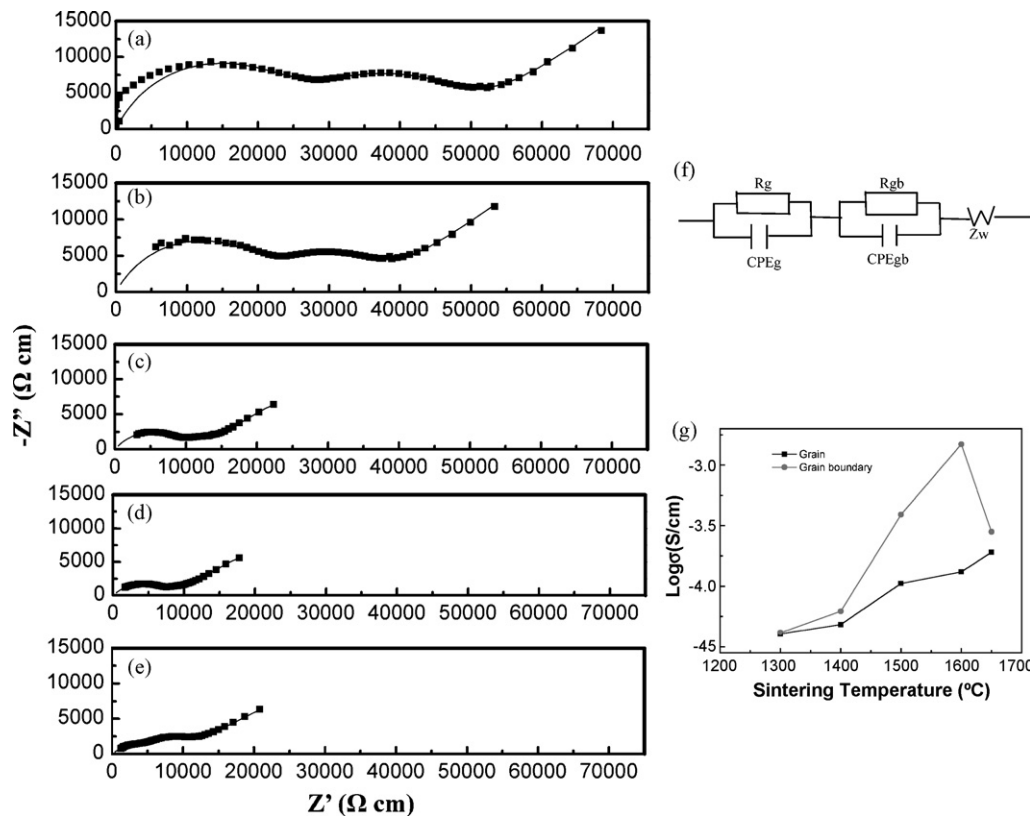 (a)
15000
10000
5000
0
0 10000 20000 30000 40000 50000 60000 70000
(b)
15000
10000
5000
0
0 10000 20000 30000 40000 50000 60000 70000
(c)
15000
10000
5000
0
0 10000 20000 30000 40000 50000 60000 70000
(d)
15000
10000
5000
0
0 10000 20000 30000 40000 50000 60000 70000
(e)
15000
10000
5000
0
0 10000 20000 30000 40000 50000 60000 70000
-Z" (Ω cm)
Z' (Ω cm)
(f)
Rg
Rgb
CPEg
CPEgb
Zw
(g)
Grain
Grain boundary
-3.0
-3.5
-4.0
-45
1200 1300 1400 1500 1600 1700
Logσ(S/cm)
Sintering Temperature (ºC)